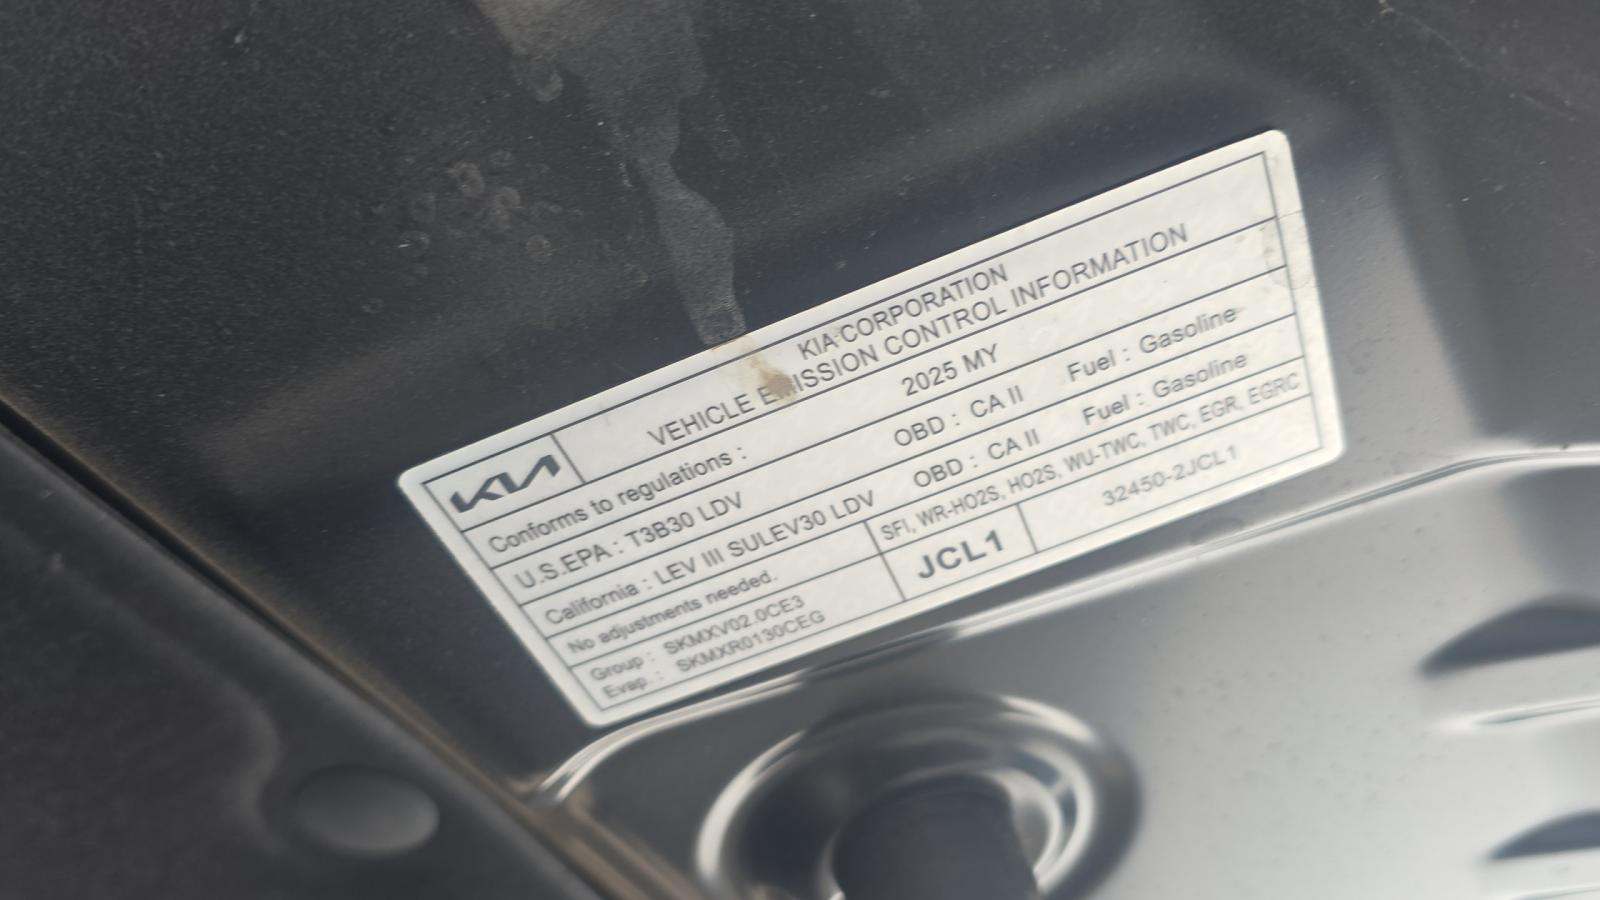 KIA
KIA CORPORATION
VEHICLE EMISSION CONTROL INFORMATION
Conforms to regulations : 2025 MY
U.S.EPA : T3B30 LDV OBD : CA II Fuel : Gasoline
California : LEV III SULEV30 LDV OBD : CA II Fuel : Gasoline
No adjustments needed. SFI, WR-HO2S, HO2S, WU-TWC, TWC, EGR, EGRC
Group : SKMXV02.0CE3
Evap. : SKMXR0130CEG
JCL1
32450-2JCL1